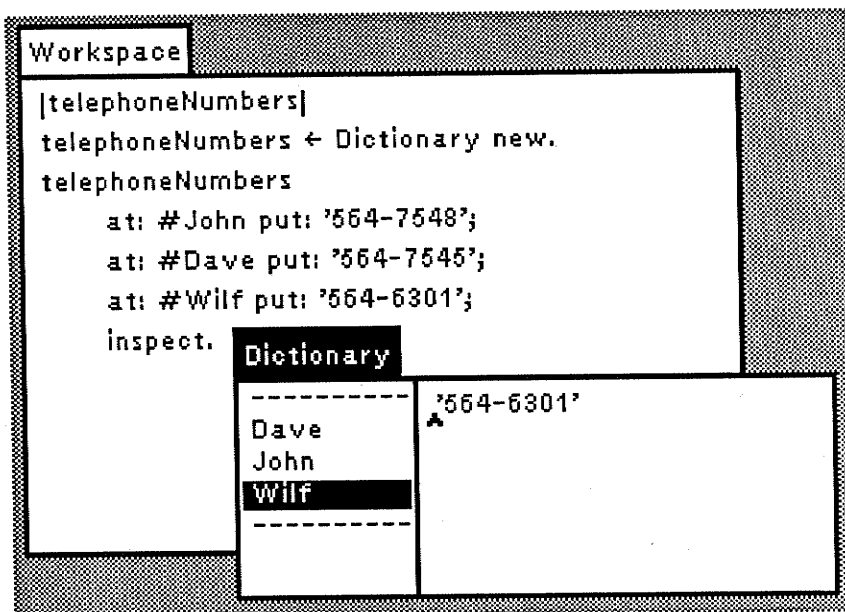 Workspace
|telephoneNumbers|
telephoneNumbers ← Dictionary new.
telephoneNumbers
at: #John put: '564-7548';
at: #Dave put: '564-7545';
at: #Wilf put: '564-6301';
inspect.
Dictionary
----------
Dave
John
Wilf
----------
'564-6301'